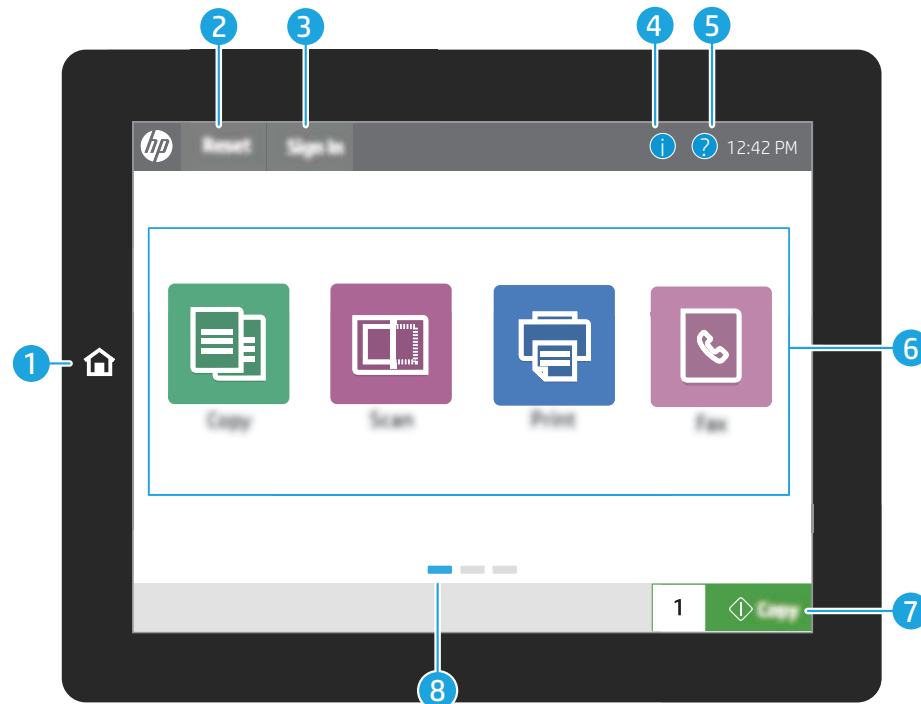 2 3 4 5
hp Reset Sign In i ? 12:42 PM
1 6
Copy Scan Print Fax
1 Copy 7
8